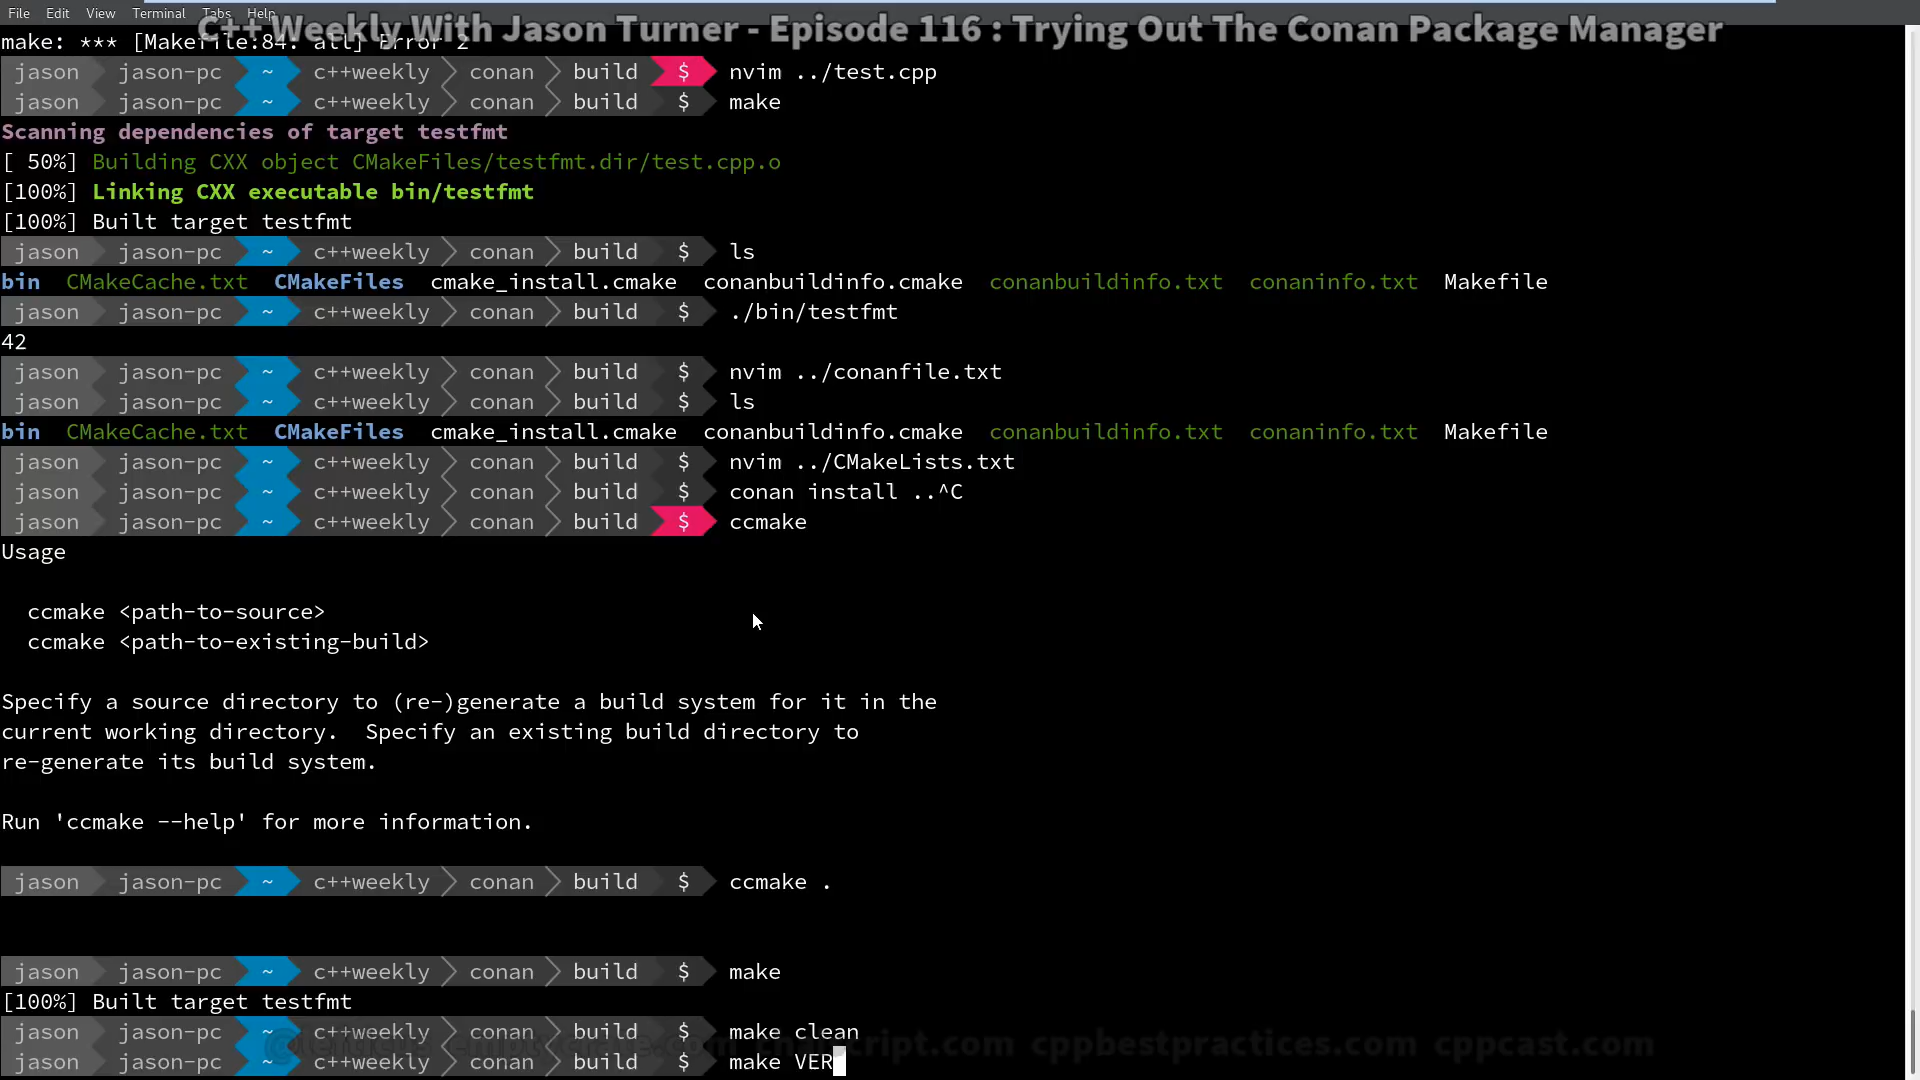 File Edit View Terminal Tabs Help
C++ Weekly With Jason Turner - Episode 116 : Trying Out The Conan Package Manager
make: *** [Makefile:84: all] Error 2
jason jason-pc ~ c++weekly conan build $ nvim ../test.cpp
jason jason-pc ~ c++weekly conan build $ make
Scanning dependencies of target testfmt
[ 50%] Building CXX object CMakeFiles/testfmt.dir/test.cpp.o
[100%] Linking CXX executable bin/testfmt
[100%] Built target testfmt
jason jason-pc ~ c++weekly conan build $ ls
bin CMakeCache.txt CMakeFiles cmake_install.cmake conanbuildinfo.cmake conanbuildinfo.txt conaninfo.txt Makefile
jason jason-pc ~ c++weekly conan build $ ./bin/testfmt
42
jason jason-pc ~ c++weekly conan build $ nvim ../conanfile.txt
jason jason-pc ~ c++weekly conan build $ ls
bin CMakeCache.txt CMakeFiles cmake_install.cmake conanbuildinfo.cmake conanbuildinfo.txt conaninfo.txt Makefile
jason jason-pc ~ c++weekly conan build $ nvim ../CMakeLists.txt
jason jason-pc ~ c++weekly conan build $ conan install ..^C
jason jason-pc ~ c++weekly conan build $ ccmake
Usage
ccmake <path-to-source>
ccmake <path-to-existing-build>
Specify a source directory to (re-)generate a build system for it in the
current working directory. Specify an existing build directory to
re-generate its build system.
Run 'ccmake --help' for more information.
jason jason-pc ~ c++weekly conan build $ ccmake .
jason jason-pc ~ c++weekly conan build $ make
[100%] Built target testfmt
jason jason-pc ~ c++weekly conan build $ make clean
cppbestpractices.com cppcast.com
jason jason-pc ~ c++weekly conan build $ make VER